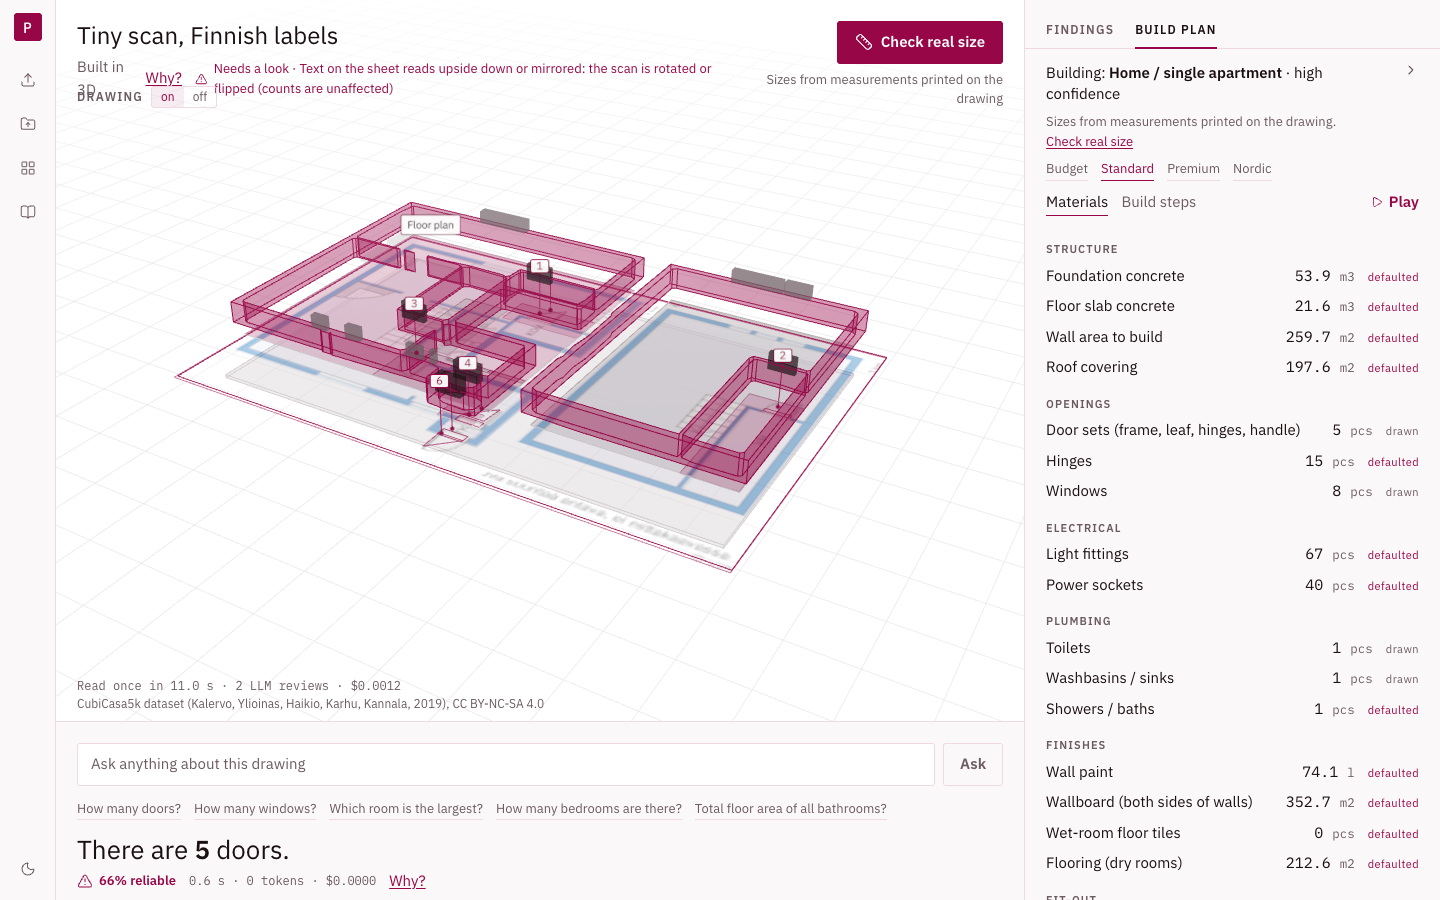 P
Tiny scan, Finnish labels
Built in 3D
Why?
Needs a look · Text on the sheet reads upside down or mirrored: the scan is rotated or
flipped (counts are unaffected)
DRAWING on off
Check real size
Sizes from measurements printed on the
drawing
Floor plan
1
3
2
4
6
Read once in 11.0 s · 2 LLM reviews · $0.0012
CubiCasa5k dataset (Kalervo, Ylioinas, Haikio, Karhu, Kannala, 2019), CC BY-NC-SA 4.0
Ask anything about this drawing
Ask
How many doors? How many windows? Which room is the largest? How many bedrooms are there? Total floor area of all bathrooms?
There are 5 doors.
66% reliable 0.6 s · 0 tokens · $0.0000 Why?
FINDINGS BUILD PLAN
Building: Home / single apartment · high
confidence
Sizes from measurements printed on the drawing.
Check real size
Budget Standard Premium Nordic
Materials Build steps Play
STRUCTURE
Foundation concrete 53.9 m3 defaulted
Floor slab concrete 21.6 m3 defaulted
Wall area to build 259.7 m2 defaulted
Roof covering 197.6 m2 defaulted
OPENINGS
Door sets (frame, leaf, hinges, handle) 5 pcs drawn
Hinges 15 pcs defaulted
Windows 8 pcs drawn
ELECTRICAL
Light fittings 67 pcs defaulted
Power sockets 40 pcs defaulted
PLUMBING
Toilets 1 pcs drawn
Washbasins / sinks 1 pcs drawn
Showers / baths 1 pcs defaulted
FINISHES
Wall paint 74.1 l defaulted
Wallboard (both sides of walls) 352.7 m2 defaulted
Wet-room floor tiles 0 pcs defaulted
Flooring (dry rooms) 212.6 m2 defaulted